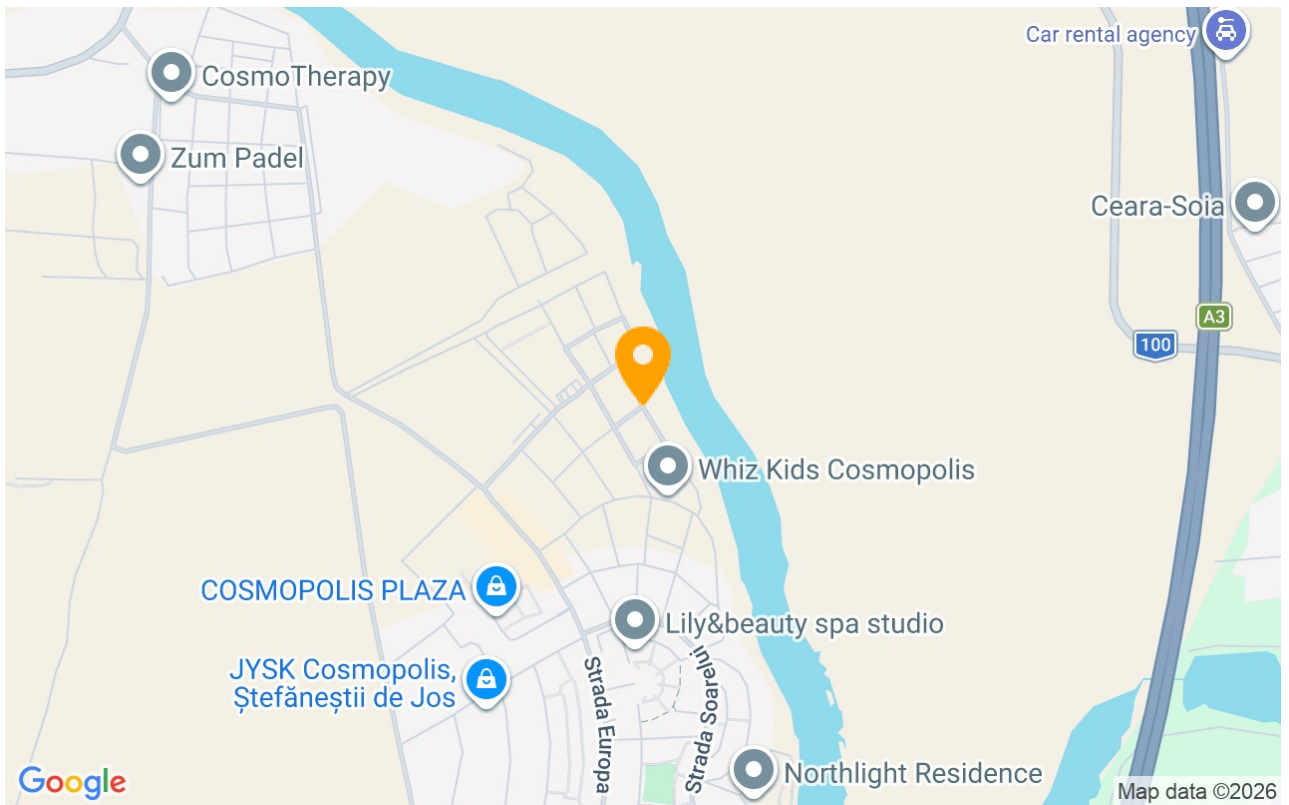 Car rental agency
CosmoTherapy
Zum Padel
Ceara-Soia
A3
100
Whiz Kids Cosmopolis
COSMOPOLIS PLAZA
Lily&beauty spa studio
JYSK Cosmopolis,
Ștefăneștii de Jos
Strada Europa
Strada Soarelui
Northlight Residence
Google
Map data ©2026